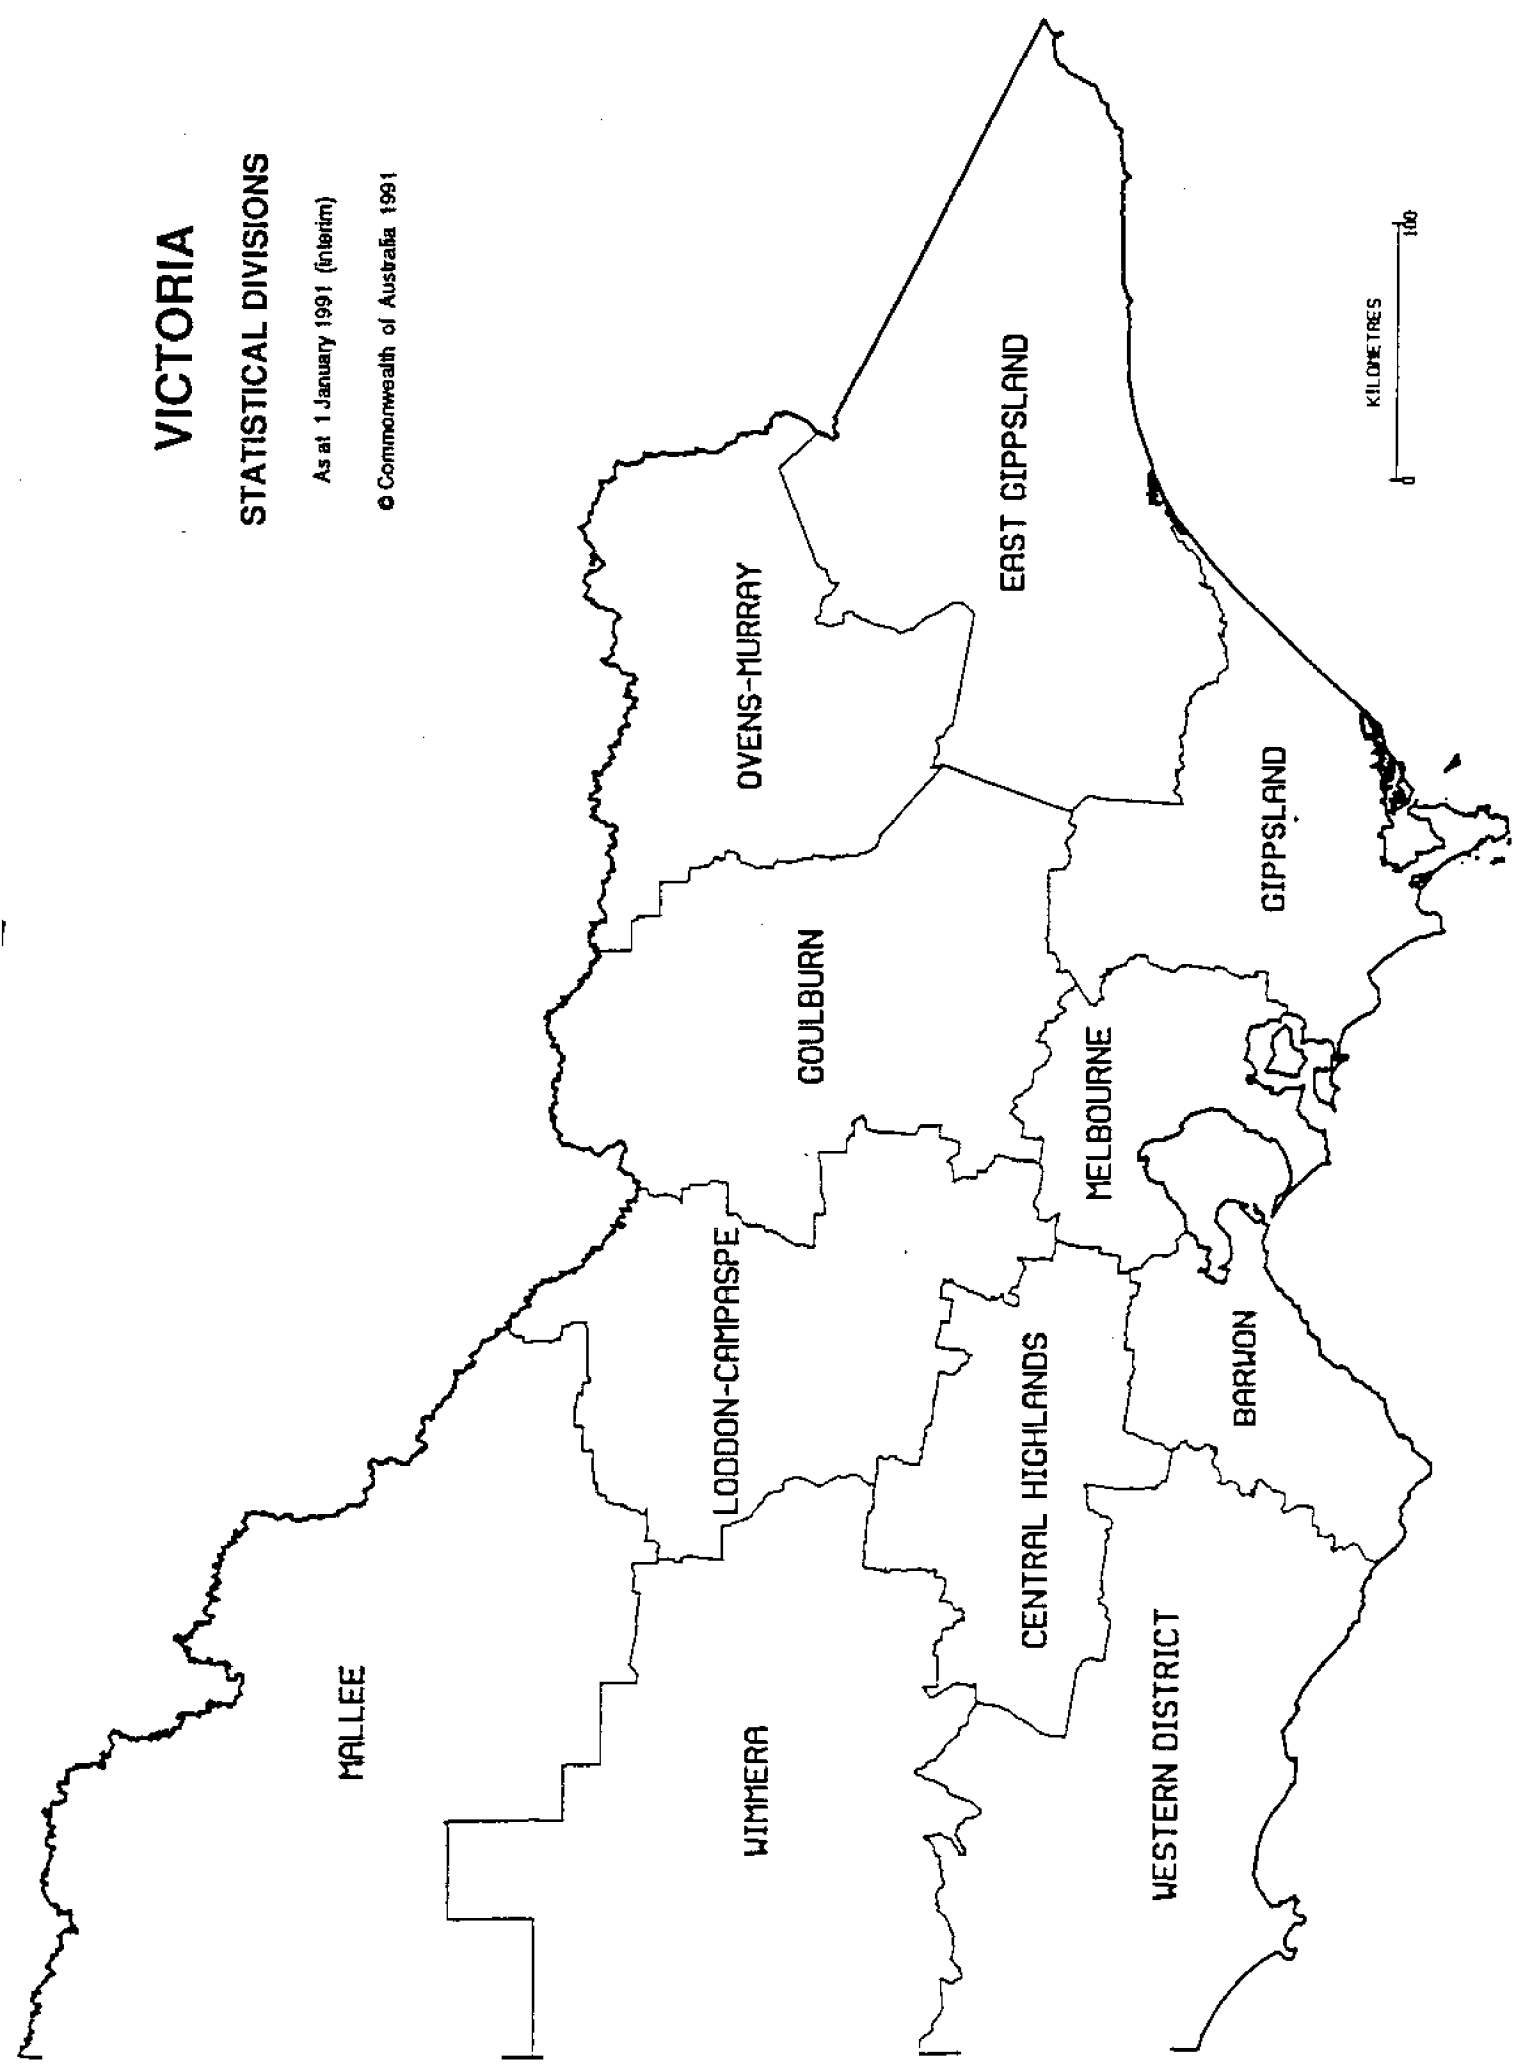 VICTORIA
STATISTICAL DIVISIONS
As at 1 January 1991 (interim)
© Commonwealth of Australia 1991
MALLEE
WIMMERA
LODDON-CAMPASPE
GOULBURN
OVENS-MURRAY
EAST GIPPSLAND
CENTRAL HIGHLANDS
MELBOURNE
WESTERN DISTRICT
BARWON
GIPPSLAND
KILOMETRES
0 100